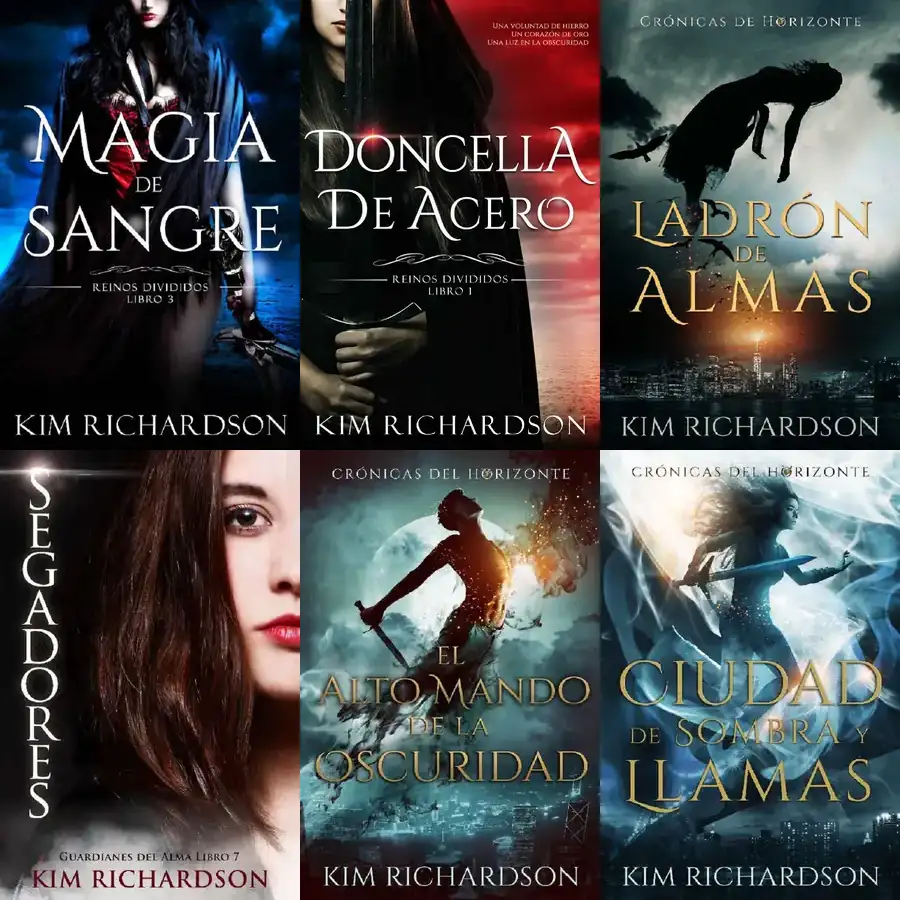 MAGIA
DE
SANGRE
REINOS DIVIDIDOS
LIBRO 3
KIM RICHARDSON
UNA VOLUNTAD DE HIERRO
UN CORAZÓN DE ORO
UNA LUZ EN LA OBSCURIDAD
DONCELLA
DE ACERO
REINOS DIVIDIDOS
LIBRO 1
KIM RICHARDSON
CRÓNICAS DE HORIZONTE
LADRÓN
DE
ALMAS
KIM RICHARDSON
SEGADORES
GUARDIANES DEL ALMA LIBRO 7
KIM RICHARDSON
CRÓNICAS DEL HORIZONTE
EL
ALTO MANDO
DE LA
OSCURIDAD
KIM RICHARDSON
CRÓNICAS DEL HORIZONTE
CIUDAD
DE SOMBRA Y
LLAMAS
KIM RICHARDSON